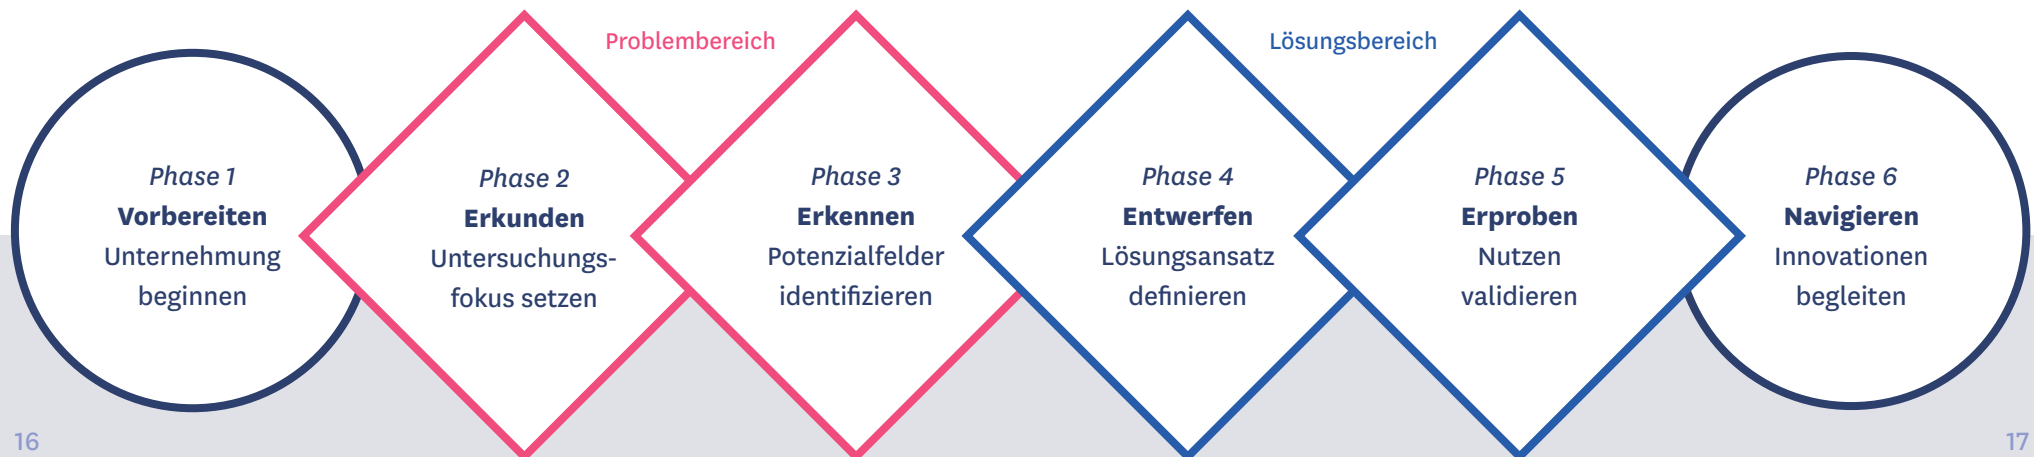 Problembereich
Lösungsbereich
Phase 1
Vorbereiten
Unternehmung
beginnen
Phase 2
Erkunden
Untersuchungs-
fokus setzen
Phase 3
Erkennen
Potenzialfelder
identifizieren
Phase 4
Entwerfen
Lösungsansatz
definieren
Phase 5
Erproben
Nutzen
validieren
Phase 6
Navigieren
Innovationen
begleiten
16
17